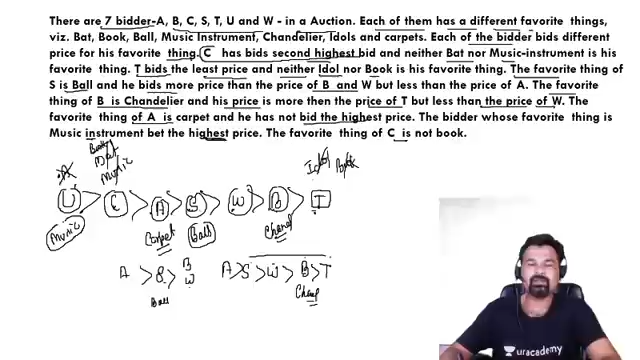 There are 7 bidder-A, B, C, S, T, U and W - in a Auction. Each of them has a different favorite things,
viz. Bat, Book, Ball, Music Instrument, Chandelier, Idols and carpets. Each of the bidder bids different
price for his favorite thing. C has bids second highest bid and neither Bat nor Music-instrument is his
favorite thing. T bids the least price and neither Idol nor Book is his favorite thing. The favorite thing of
S is Ball and he bids more price than the price of B and W but less than the price of A. The favorite
thing of B is Chandelier and his price is more then the price of T but less than the price of W. The
favorite thing of A is carpet and he has not bid the highest price. The bidder whose favorite thing is
Music instrument bet the highest price. The favorite thing of C is not book.
Music
U > C > A > S > W > B > T
Music Carpet Ball Chand
A > S > B W
A > S > W > B > T
Ball Chand
uracademy